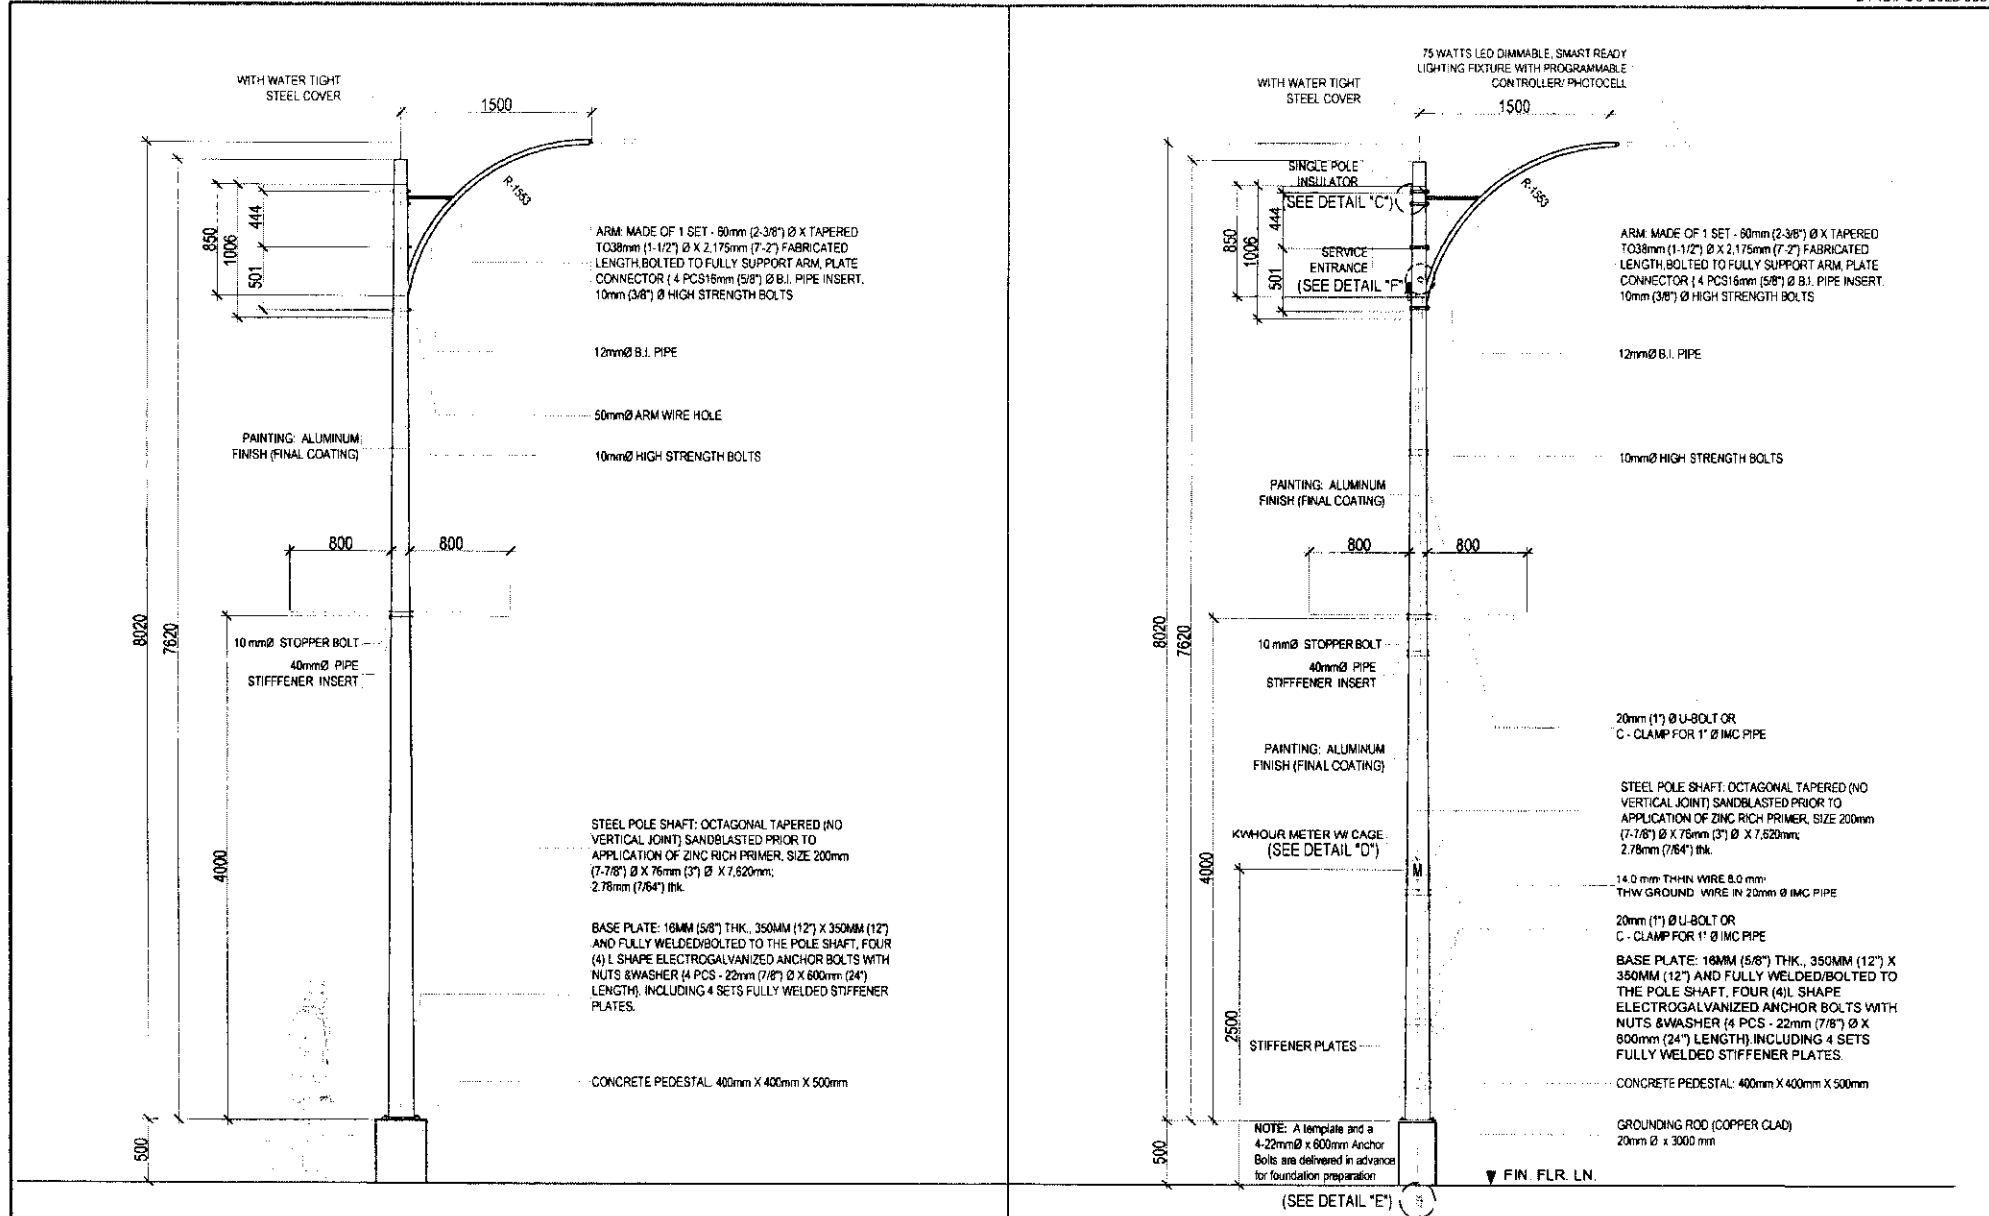 WITH WATER TIGHT
STEEL COVER
1500
R-1553
850
1006
444
501
ARM: MADE OF 1 SET - 60mm (2-3/8") Ø X TAPERED
TO38mm (1-1/2") Ø X 2,175mm (7'-2") FABRICATED
LENGTH,BOLTED TO FULLY SUPPORT ARM, PLATE
CONNECTOR ( 4 PCS16mm (5/8") Ø B.I. PIPE INSERT.
10mm (3/8") Ø HIGH STRENGTH BOLTS
12mmØ B.I. PIPE
50mmØ ARM WIRE HOLE
PAINTING: ALUMINUM
FINISH (FINAL COATING)
10mmØ HIGH STRENGTH BOLTS
800
800
8020
7620
10 mmØ STOPPER BOLT
40mmØ PIPE
STIFFFENER INSERT
4000
STEEL POLE SHAFT: OCTAGONAL TAPERED (NO
VERTICAL JOINT) SANDBLASTED PRIOR TO
APPLICATION OF ZINC RICH PRIMER, SIZE 200mm
(7-7/8") Ø X 76mm (3") Ø X 7,620mm;
2.78mm (7/64") thk.
BASE PLATE: 16MM (5/8") THK., 350MM (12") X 350MM (12")
AND FULLY WELDED/BOLTED TO THE POLE SHAFT, FOUR
(4) L SHAPE ELECTROGALVANIZED ANCHOR BOLTS WITH
NUTS &WASHER (4 PCS - 22mm (7/8") Ø X 600mm (24")
LENGTH), INCLUDING 4 SETS FULLY WELDED STIFFENER
PLATES.
CONCRETE PEDESTAL: 400mm X 400mm X 500mm
500
75 WATTS LED DIMMABLE, SMART READY
LIGHTING FIXTURE WITH PROGRAMMABLE
CONTROLLER/ PHOTOCELL
WITH WATER TIGHT
STEEL COVER
1500
SINGLE POLE
INSULATOR
(SEE DETAIL "C")
R-1553
850
1006
444
501
SERVICE
ENTRANCE
(SEE DETAIL "F")
ARM: MADE OF 1 SET - 60mm (2-3/8") Ø X TAPERED
TO38mm (1-1/2") Ø X 2,175mm (7'-2") FABRICATED
LENGTH,BOLTED TO FULLY SUPPORT ARM, PLATE
CONNECTOR ( 4 PCS16mm (5/8") Ø B.I. PIPE INSERT.
10mm (3/8") Ø HIGH STRENGTH BOLTS
12mmØ B.I. PIPE
10mmØ HIGH STRENGTH BOLTS
PAINTING: ALUMINUM
FINISH (FINAL COATING)
800
800
8020
7620
10 mmØ STOPPER BOLT
40mmØ PIPE
STIFFFENER INSERT
20mm (1") Ø U-BOLT OR
C - CLAMP FOR 1" Ø IMC PIPE
PAINTING: ALUMINUM
FINISH (FINAL COATING)
STEEL POLE SHAFT: OCTAGONAL TAPERED (NO
VERTICAL JOINT) SANDBLASTED PRIOR TO
APPLICATION OF ZINC RICH PRIMER, SIZE 200mm
(7-7/8") Ø X 76mm (3") Ø X 7,620mm;
2.78mm (7/64") thk.
KWHOUR METER W/ CAGE
(SEE DETAIL "D")
M
4000
14.0 mm² THHN WIRE 8.0 mm²
THW GROUND WIRE IN 20mm Ø IMC PIPE
20mm (1") Ø U-BOLT OR
C - CLAMP FOR 1" Ø IMC PIPE
BASE PLATE: 16MM (5/8") THK., 350MM (12") X
350MM (12") AND FULLY WELDED/BOLTED TO
THE POLE SHAFT, FOUR (4)L SHAPE
ELECTROGALVANIZED ANCHOR BOLTS WITH
NUTS &WASHER (4 PCS - 22mm (7/8") Ø X
600mm (24") LENGTH),INCLUDING 4 SETS
FULLY WELDED STIFFENER PLATES.
2500
STIFFENER PLATES
CONCRETE PEDESTAL: 400mm X 400mm X 500mm
GROUNDING ROD (COPPER CLAD)
20mm Ø x 3000 mm
500
NOTE: A template and a
4-22mmØ x 600mm Anchor
Bolts are delivered in advance
for foundation preparation
FIN. FLR. LN.
(SEE DETAIL "E")